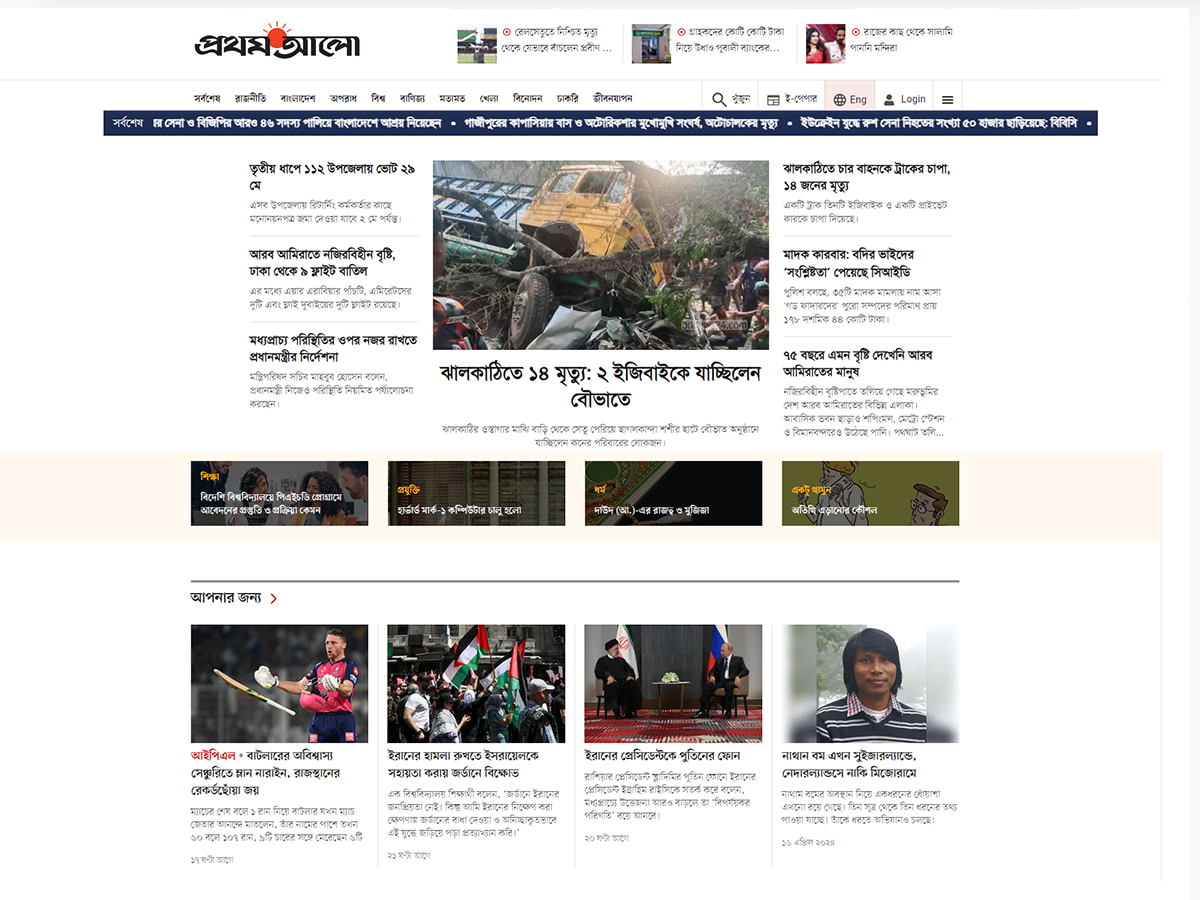 প্রথম আলো
রেলসেতুতে নিশ্চিত মৃত্যু
থেকে যেভাবে বাঁচলেন প্রবীণ ...
গ্রাহকদের কোটি কোটি টাকা
নিয়ে উধাও পূবালী ব্যাংকের...
রাজের কাছ থেকে সালামি
পাননি মন্দিরা
সর্বশেষ রাজনীতি বাংলাদেশ অপরাধ বিশ্ব বাণিজ্য মতামত খেলা বিনোদন চাকরি জীবনযাপন
খুঁজুন ই-পেপার Eng Login
সর্বশেষ র সেনা ও বিজিপির আরও ৪৬ সদস্য পালিয়ে বাংলাদেশে আশ্রয় নিয়েছেন • গাজীপুরের কাপাসিয়ায় বাস ও অটোরিকশার মুখোমুখি সংঘর্ষ, অটোচালকের মৃত্যু • ইউক্রেইন যুদ্ধে রুশ সেনা নিহতের সংখ্যা ৫০ হাজার ছাড়িয়েছে: বিবিসি •
তৃতীয় ধাপে ১১২ উপজেলায় ভোট ২৯
মে
এসব উপজেলায় রিটার্নিং কর্মকর্তার কাছে
মনোনয়নপত্র জমা দেওয়া যাবে ২ মে পর্যন্ত।
আরব আমিরাতে নজিরবিহীন বৃষ্টি,
ঢাকা থেকে ৯ ফ্লাইট বাতিল
এর মধ্যে এয়ার এরাবিয়ার পাঁচটি, এমিরেটসের
দুটি এবং ফ্লাই দুবাইয়ের দুটি ফ্লাইট রয়েছে।
মধ্যপ্রাচ্য পরিস্থিতির ওপর নজর রাখতে
প্রধানমন্ত্রীর নির্দেশনা
মন্ত্রিপরিষদ সচিব মাহবুব হোসেন বলেন,
প্রধানমন্ত্রী নিজেও পরিস্থিতি নিয়মিত পর্যালোচনা
করছেন।
ঝালকাঠিতে ১৪ মৃত্যু: ২ ইজিবাইকে যাচ্ছিলেন
বৌভাতে
ঝালকাঠির ওস্তাগার মাঝি বাড়ি থেকে সেতু পেরিয়ে ছাগলকান্দা শশীর হাটে বৌভাত অনুষ্ঠানে
যাচ্ছিলেন কনের পরিবারের লোকজন।
ঝালকাঠিতে চার বাহনকে ট্রাকের চাপা,
১৪ জনের মৃত্যু
একটি ট্রাক তিনটি ইজিবাইক ও একটি প্রাইভেট
কারকে চাপা দিয়েছে।
মাদক কারবার: বদির ভাইদের
‘সংশ্লিষ্টতা’ পেয়েছে সিআইডি
পুলিশ বলছে, ৩৫টি মাদক মামলায় নাম আসা
‘গড ফাদারদের’ পুরো সম্পদের পরিমাণ প্রায়
১৭৮ দশমিক ৪৪ কোটি টাকা।
৭৫ বছরে এমন বৃষ্টি দেখেনি আরব
আমিরাতের মানুষ
নজিরবিহীন বৃষ্টিপাতে তলিয়ে গেছে মরুভূমির
দেশ আরব আমিরাতের বিভিন্ন এলাকা।
আবাসিক ভবন ছাড়াও শপিংমল, মেট্রো স্টেশন
ও বিমানবন্দরেও উঠেছে পানি। পথঘাট তলি...
শিক্ষা
বিদেশি বিশ্ববিদ্যালয়ে পিএইচডি প্রোগ্রামে
আবেদনের প্রস্তুতি ও প্রক্রিয়া কেমন
প্রযুক্তি
হার্ভার্ড মার্ক-১ কম্পিউটার চালু হলো
ধর্ম
দাউদ (আ.)-এর রাজত্ব ও মুজিজা
একটু থামুন
অতিথি এড়ানোর কৌশল
আপনার জন্য
আইপিএল • বাটলারের অবিশ্বাস্য
সেঞ্চুরিতে ম্লান নারাইন, রাজস্থানের
রেকর্ডছোঁয়া জয়
ম্যাচের শেষ বলে ১ রান নিয়ে বাটলার যখন ম্যাচ
জেতার আনন্দে মাতলেন, তাঁর নামের পাশে তখন
৬০ বলে ১০৭ রান, ৯টি চারের সঙ্গে মেরেছেন ৬টি
১৭ ঘণ্টা আগে
ইরানের হামলা রুখতে ইসরায়েলকে
সহায়তা করায় জর্ডানে বিক্ষোভ
এক বিশ্ববিদ্যালয় শিক্ষার্থী বলেন, ‘জর্ডানে ইরানের
জনপ্রিয়তা নেই। কিন্তু আমি ইরানের নিক্ষেপ করা
ক্ষেপণাস্ত্র জর্ডানের বাধা দেওয়া ও অনিচ্ছাকৃতভাবে
এই যুদ্ধে জড়িয়ে পড়া প্রত্যাখ্যান করি।’
২১ ঘণ্টা আগে
ইরানের প্রেসিডেন্টকে পুতিনের ফোন
রাশিয়ার প্রেসিডেন্ট ভ্লাদিমির পুতিন ফোনে ইরানের
প্রেসিডেন্ট ইব্রাহিম রাইসিকে সতর্ক করে বলেন,
মধ্যপ্রাচ্যে উত্তেজনা আরও বাড়লে তা ‘বিপর্যয়কর
পরিণতি’ বয়ে আনবে।
২০ ঘণ্টা আগে
নাথান বম এখন সুইজারল্যান্ডে,
নেদারল্যান্ডসে নাকি মিজোরামে
নাথাম বমের অবস্থান নিয়ে একধরনের ধোঁয়াশা
এখনো রয়ে গেছে। তিন সূত্র থেকে তিন ধরনের তথ্য
পাওয়া যাচ্ছে। তাঁকে ধরতে অভিযানও চলছে।
১৬ এপ্রিল ২০২৪